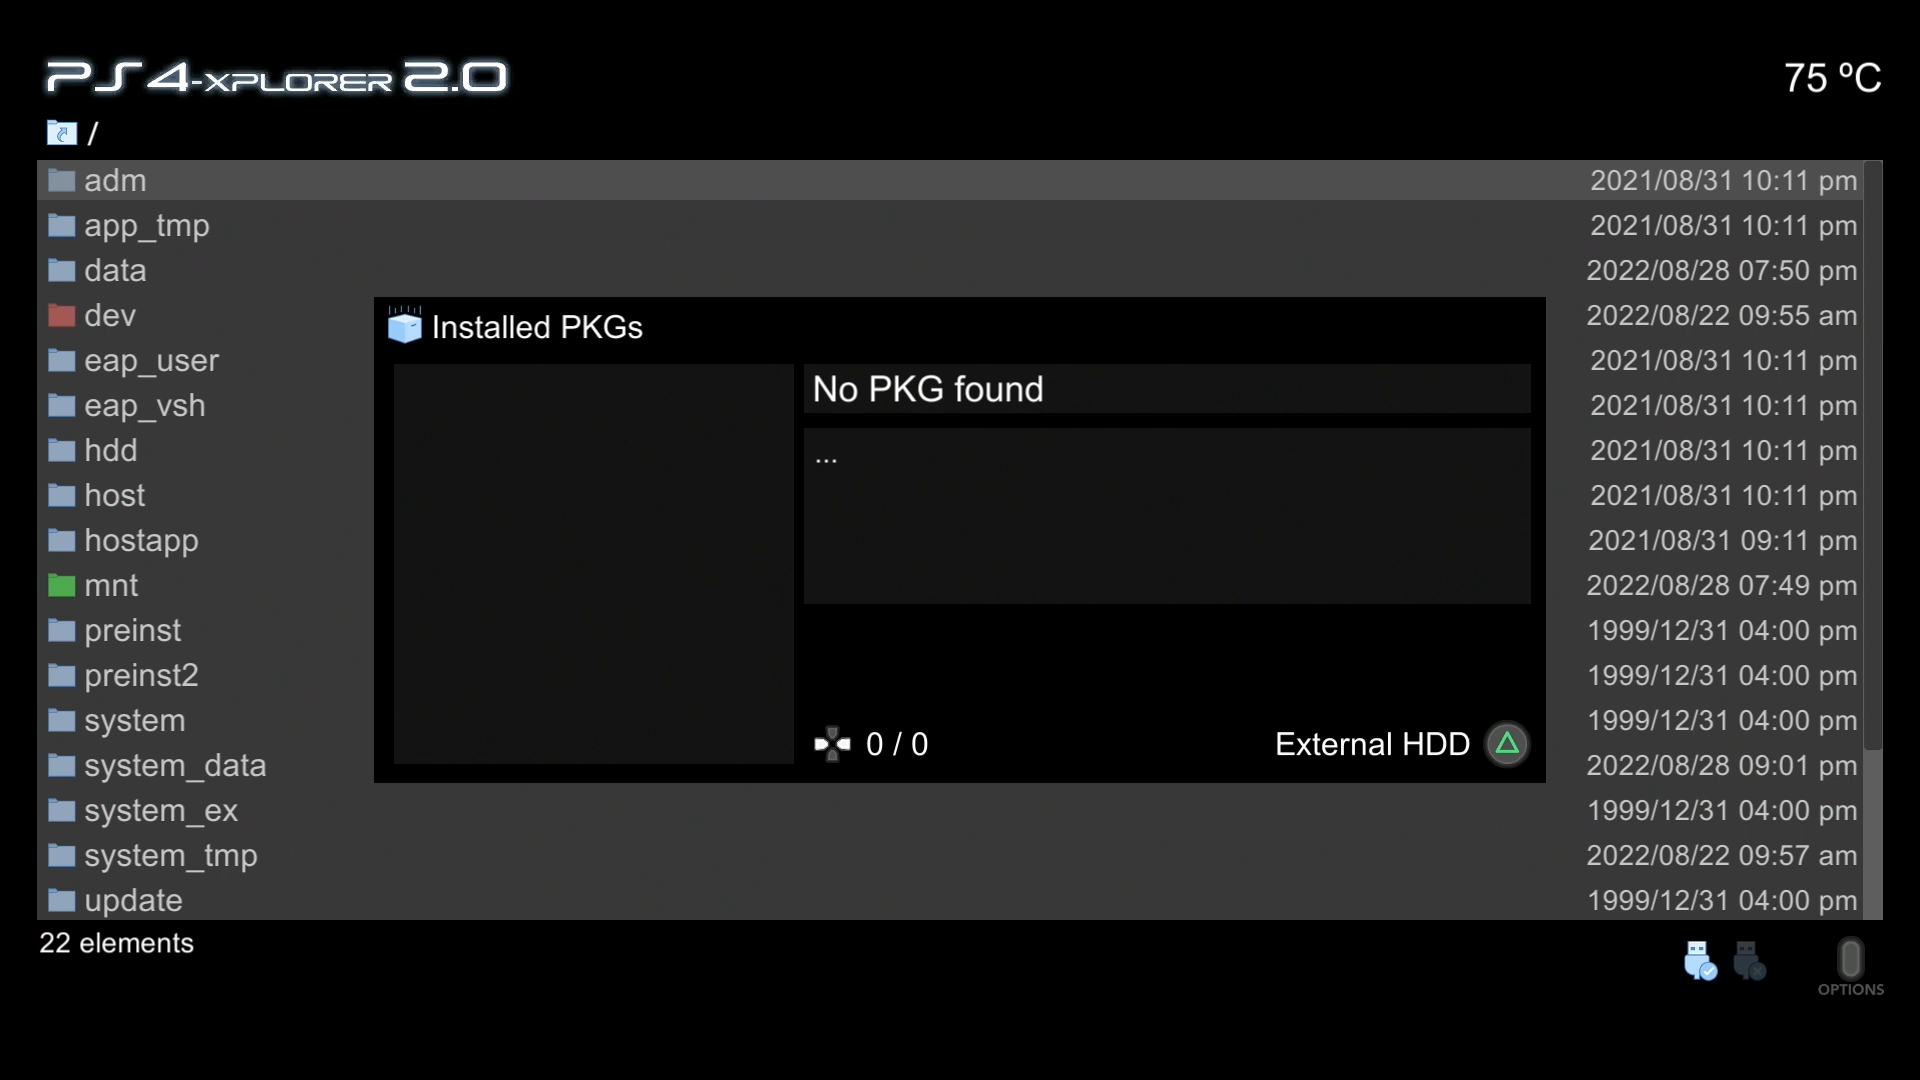 PS4-XPLORER 2.0
75 ºC
/
adm 2021/08/31 10:11 pm
app_tmp 2021/08/31 10:11 pm
data 2022/08/28 07:50 pm
dev 2022/08/22 09:55 am
eap_user 2021/08/31 10:11 pm
eap_vsh 2021/08/31 10:11 pm
hdd 2021/08/31 10:11 pm
host 2021/08/31 10:11 pm
hostapp 2021/08/31 09:11 pm
mnt 2022/08/28 07:49 pm
preinst 1999/12/31 04:00 pm
preinst2 1999/12/31 04:00 pm
system 1999/12/31 04:00 pm
system_data 2022/08/28 09:01 pm
system_ex 1999/12/31 04:00 pm
system_tmp 2022/08/22 09:57 am
update 1999/12/31 04:00 pm
Installed PKGs
No PKG found
...
0 / 0
External HDD
22 elements
OPTIONS